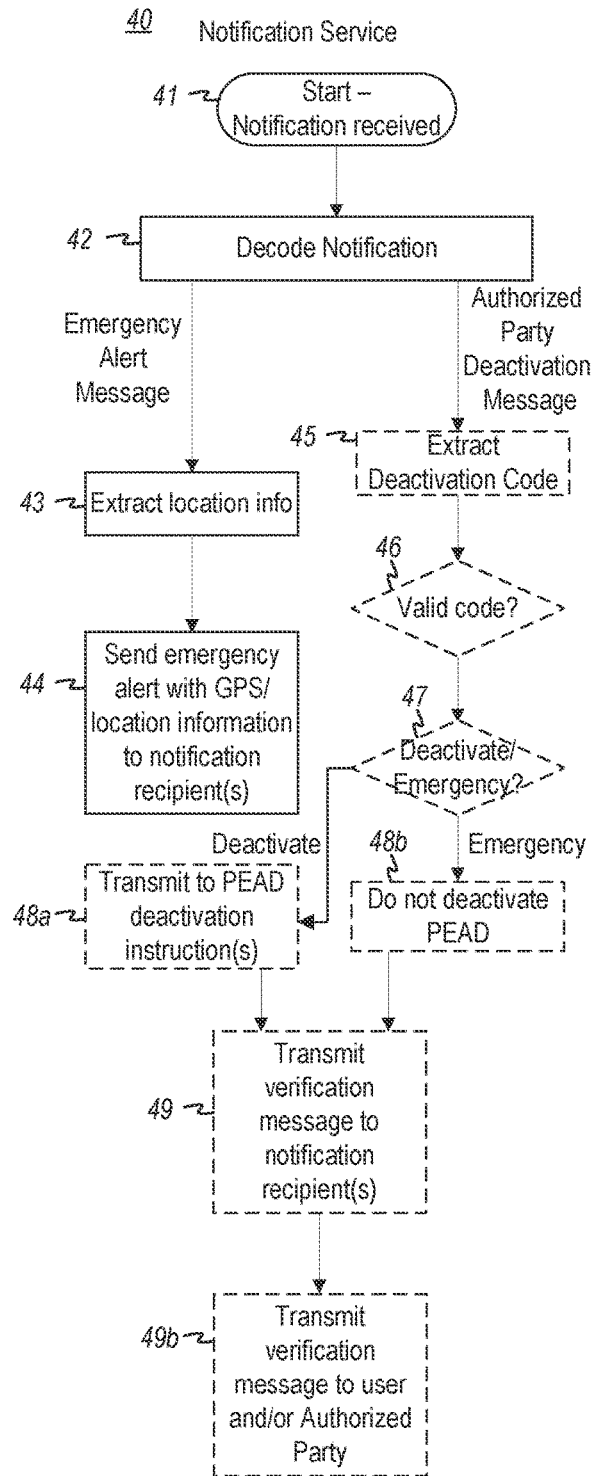 40
Notification Service
41
Start –
Notification received
42
Decode Notification
Emergency
Alert
Message
Authorized
Party
Deactivation
Message
43
Extract location info
45
Extract
Deactivation Code
46
Valid code?
44
Send emergency
alert with GPS/
location information
to notification
recipient(s)
47
Deactivate/
Emergency?
Deactivate
Emergency
48a
Transmit to PEAD
deactivation
instruction(s)
48b
Do not deactivate
PEAD
49
Transmit
verification
message to
notification
recipient(s)
49b
Transmit
verification
message to user
and/or Authorized
Party